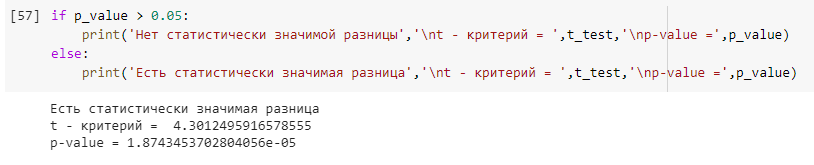 [57] if p_value > 0.05:
print('Нет статистически значимой разницы','\nt - критерий = ',t_test,'\np-value =',p_value)
else:
print('Есть статистически значимая разница','\nt - критерий = ',t_test,'\np-value =',p_value)
Есть статистически значимая разница
t - критерий =  4.3012495916578555
p-value = 1.8743453702804056e-05